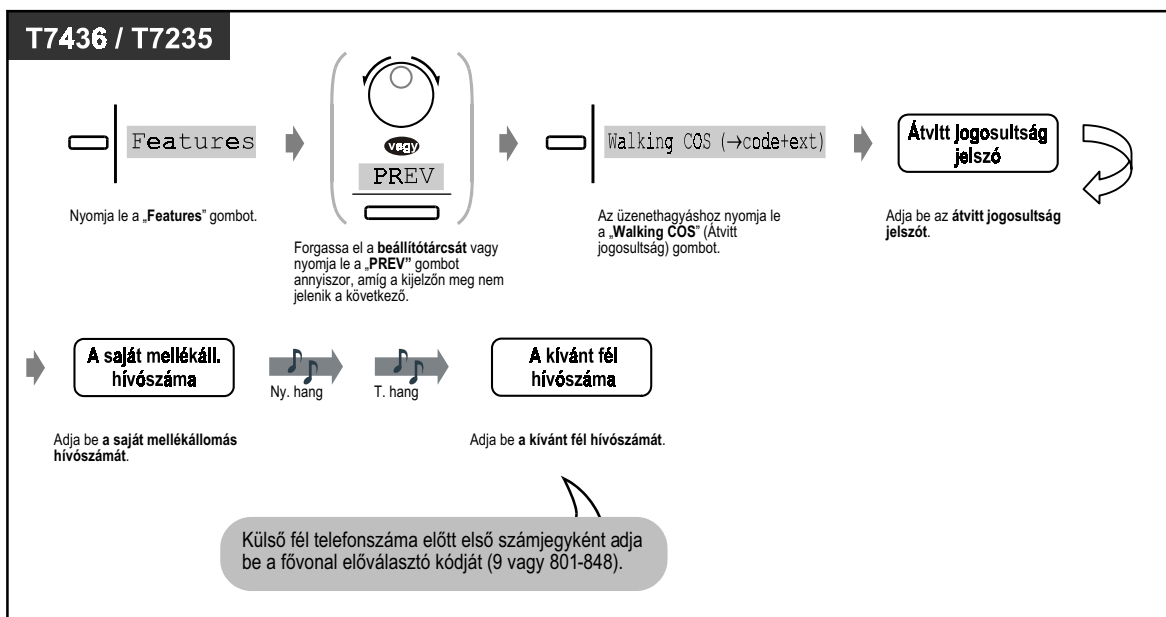 T7436 / T7235
Features
vagy
PREV
Walking COS (→code+ext)
Átvitt jogosultság
jelszó
Nyomja le a „Features” gombot.
Forgassa el a beállítótárcsát vagy
nyomja le a „PREV” gombot
annyiszor, amíg a kijelzőn meg nem
jelenik a következő.
Az üzenethagyáshoz nyomja le
a „Walking COS” (Átvitt
jogosultság) gombot.
Adja be az átvitt jogosultság
jelszót.
A saját mellékáll.
hívószáma
Ny. hang
T. hang
A kívánt fél
hívószáma
Adja be a saját mellékállomás
hívószámát.
Adja be a kívánt fél hívószámát.
Külső fél telefonszáma előtt első számjegyként adja
be a fővonal előválasztó kódját (9 vagy 801-848).